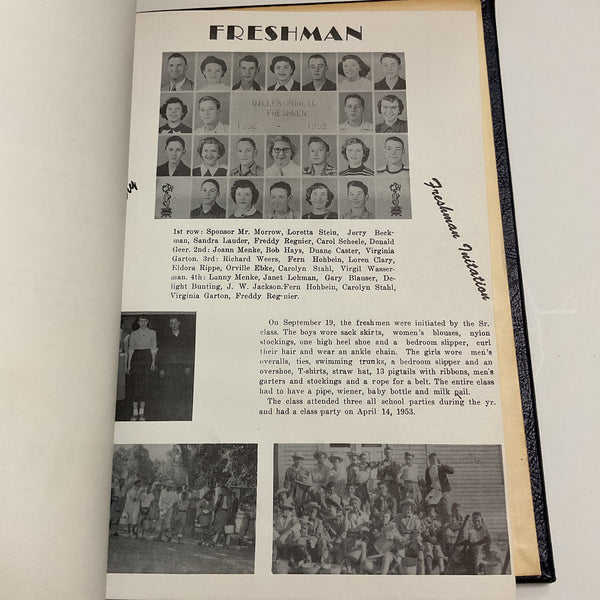 FRESHMAN
DILLER PUBLIC
FRESHMEN
1952 - 1953
1st row: Sponsor Mr. Morrow, Loretta Stein, Jerry Beck-
man, Sandra Lauder, Freddy Regnier, Carol Scheele, Donald
Geer. 2nd: Joann Menke, Bob Hays, Duane Caster, Virginia
Garton. 3rd: Richard Weers, Fern Hohbein, Loren Clary,
Eldora Rippe, Orville Ebke, Carolyn Stahl, Virgil Wasser-
man. 4th: Lanny Menke, Janet Lohman, Gary Blauser, De-
light Bunting, J. W. Jackson. Fern Hohbein, Carolyn Stahl,
Virginia Garton, Freddy Regnier.
Freshman Initation
On September 19, the freshmen were initiated by the Sr.
class. The boys wore sack skirts, women's blouses, nylon
stockings, one high heel shoe and a bedroom slipper, curl
their hair and wear an ankle chain. The girls wore men's
overalls, ties, swimming trunks, a bedroom slipper and an
overshoe, T-shirts, straw hat, 13 pigtails with ribbons, men's
garters and stockings and a rope for a belt. The entire class
had to have a pipe, wiener, baby bottle and milk pail.
The class attended three all school parties during the yr.
and had a class party on April 14, 1953.